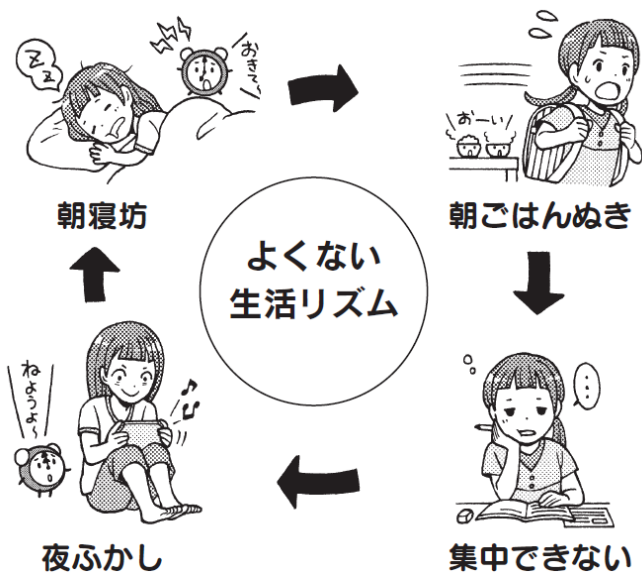 ZZ
おきて〜
おーい
朝寝坊
朝ごはんぬき
よくない
生活リズム
ねようよ〜
…
夜ふかし
集中できない